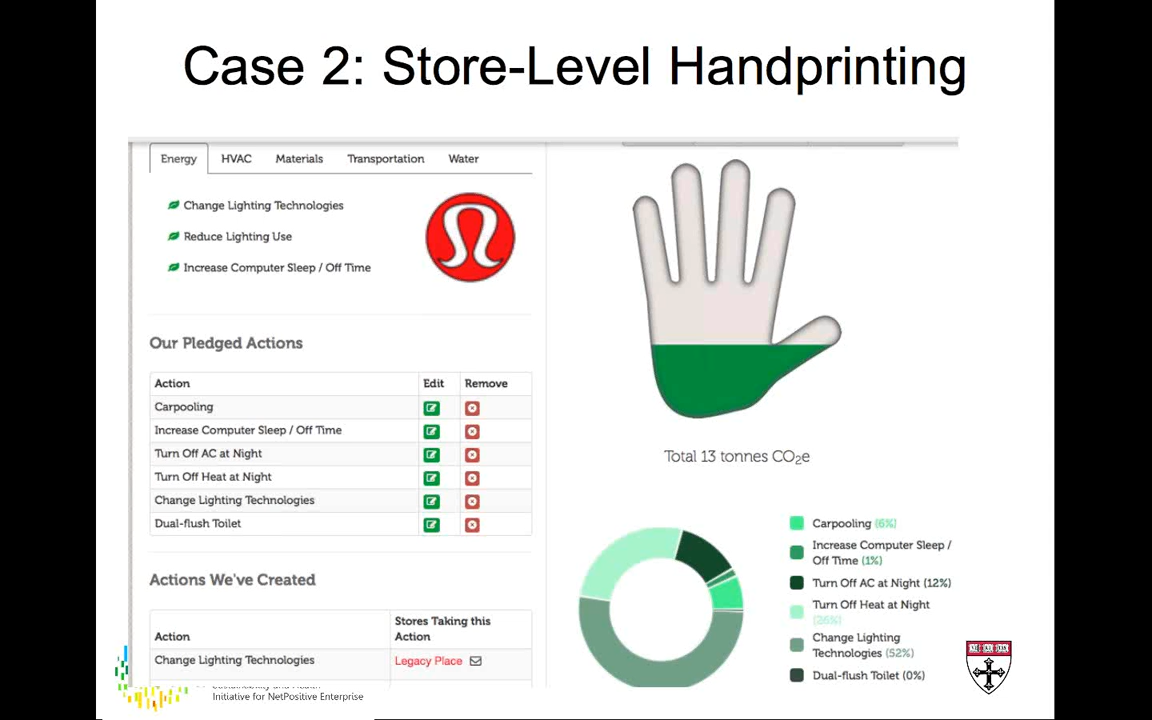 Case 2: Store-Level Handprinting
Energy HVAC Materials Transportation Water
Change Lighting Technologies
Reduce Lighting Use
Increase Computer Sleep / Off Time
Our Pledged Actions
Action Edit Remove
Carpooling
Increase Computer Sleep / Off Time
Turn Off AC at Night
Turn Off Heat at Night
Change Lighting Technologies
Dual-flush Toilet
Actions We've Created
Action Stores Taking this
Action
Change Lighting Technologies Legacy Place
Initiative for NetPositive Enterprise
Total 13 tonnes CO₂e
Carpooling (6%)
Increase Computer Sleep /
Off Time (1%)
Turn Off AC at Night (12%)
Turn Off Heat at Night
(26%)
Change Lighting
Technologies (52%)
Dual-flush Toilet (0%)